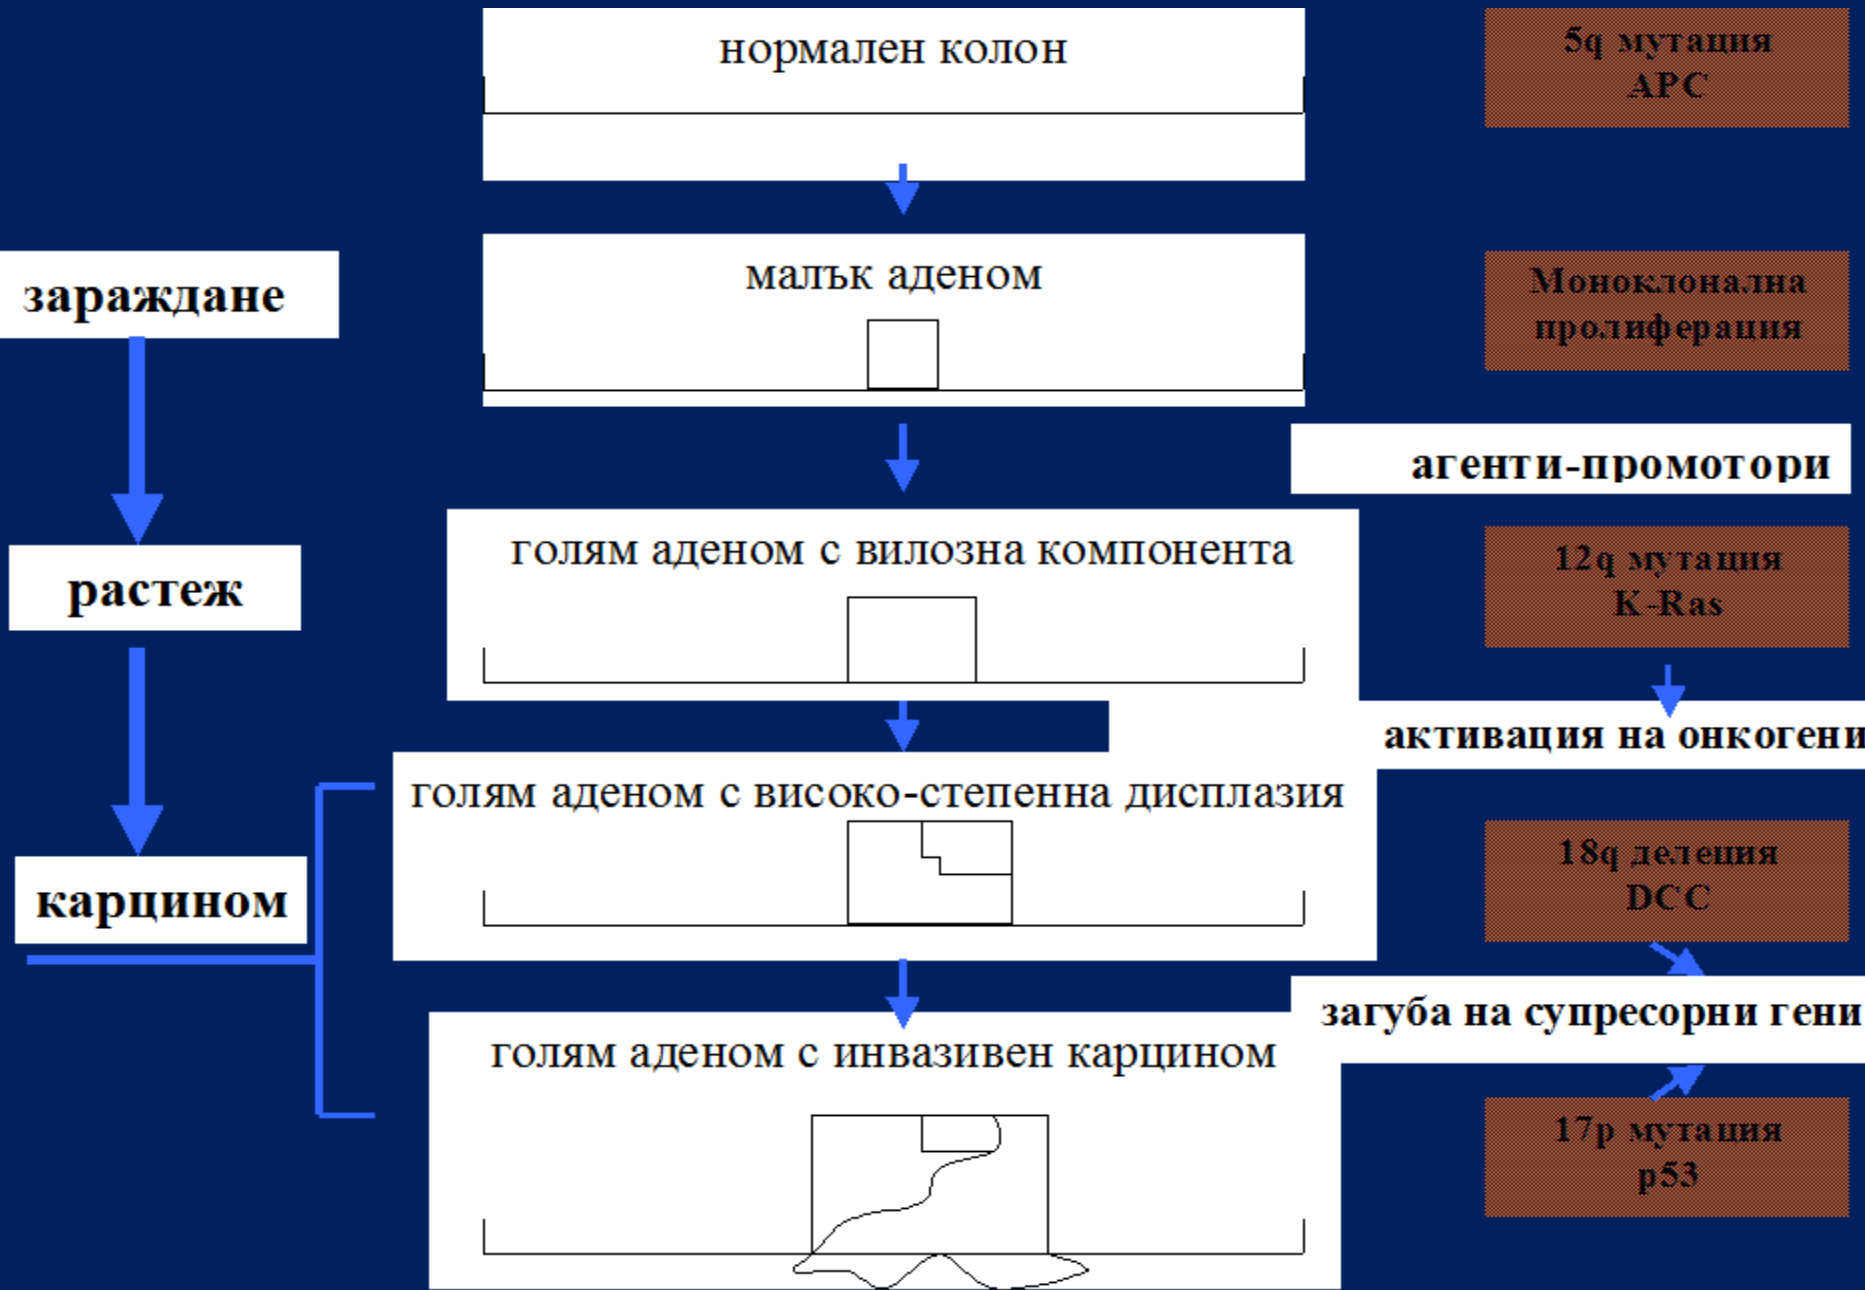 нормален колон
5q мутация
APC
зараждане
малък аденом
Моноклонална
пролиферация
агенти-промотори
растеж
голям аденом с вилозна компонента
12q мутация
K-Ras
активация на онкогени
карцином
голям аденом с високо-степенна дисплазия
18q делеция
DCC
загуба на супресорни гени
голям аденом с инвазивен карцином
17p мутация
p53